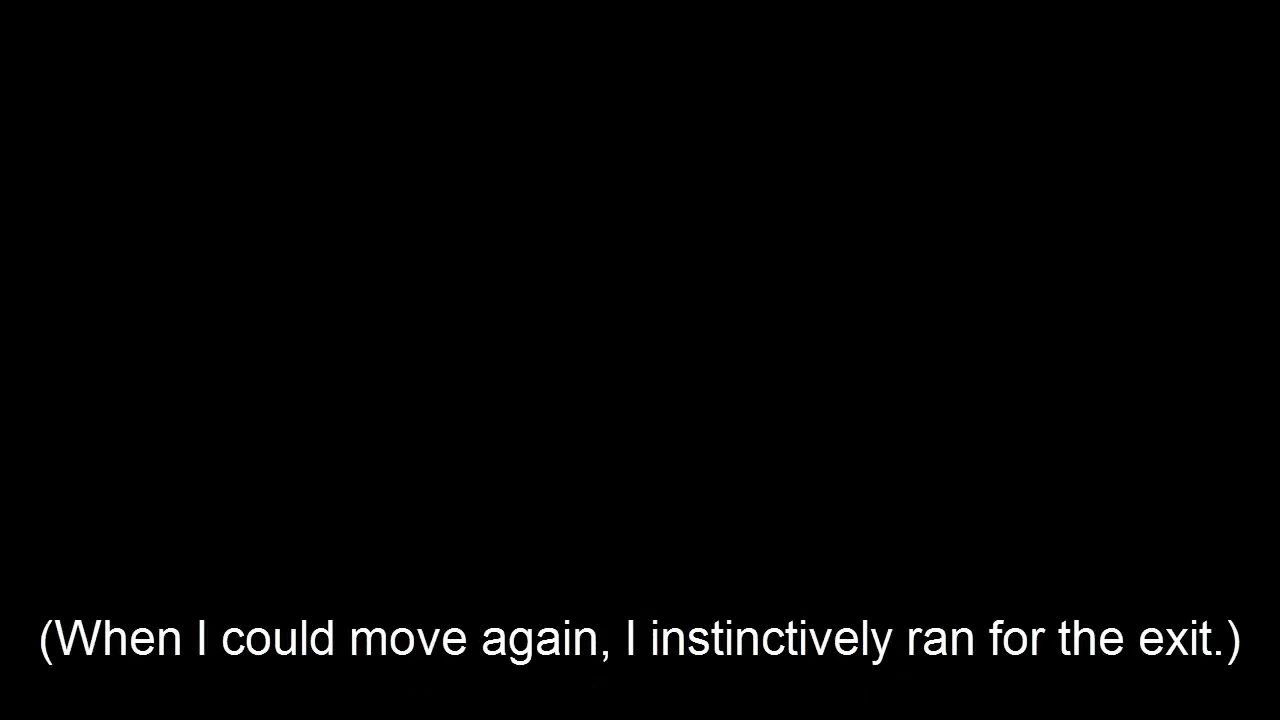 (When I could move again, I instinctively ran for the exit.)